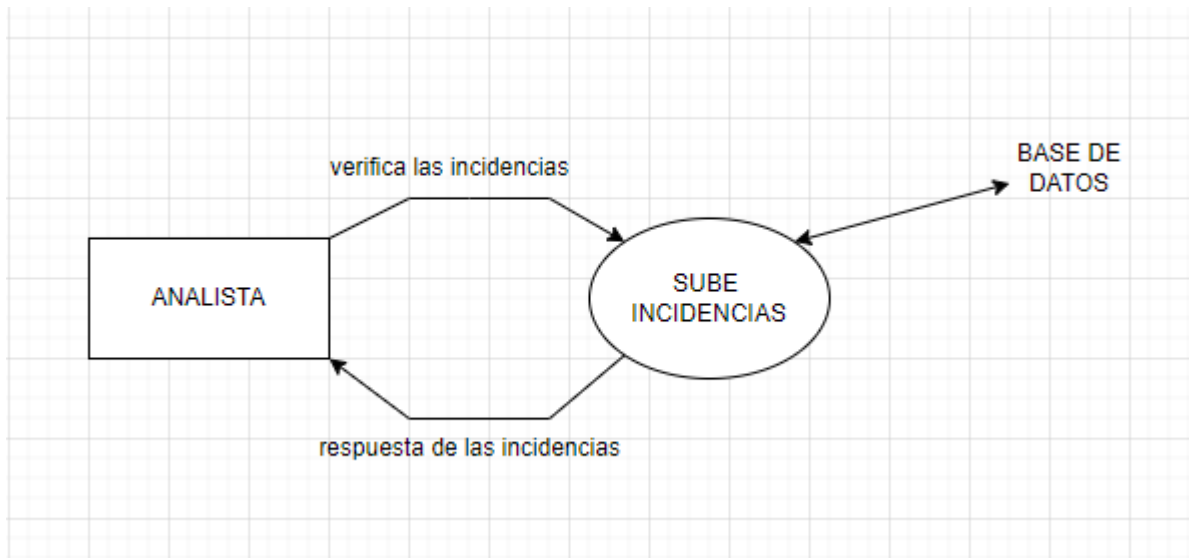 verifica las incidencias
BASE DE
DATOS
ANALISTA
SUBE
INCIDENCIAS
respuesta de las incidencias